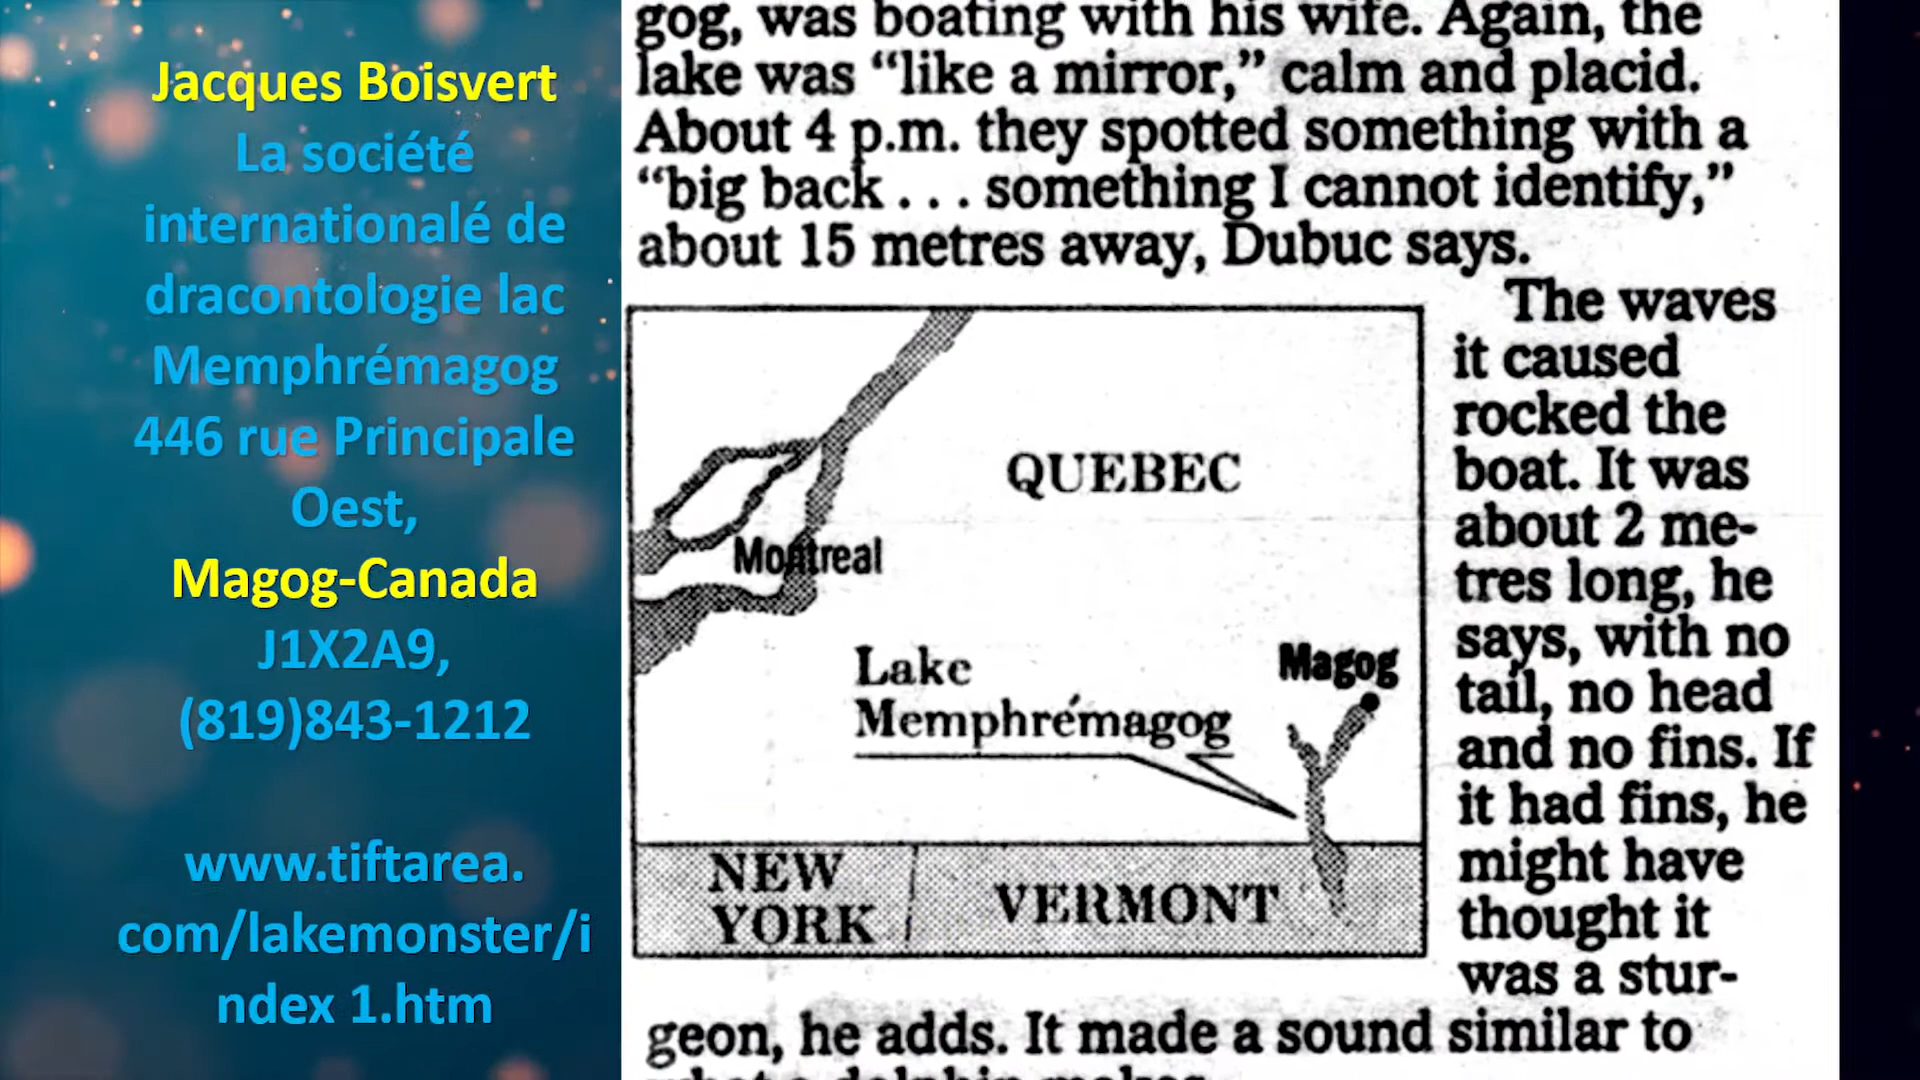 Jacques Boisvert
La société
internationalé de
dracontologie lac
Memphrémagog
446 rue Principale
Oest,
Magog-Canada
J1X2A9,
(819)843-1212
www.tiftarea.
com/lakemonster/i
ndex 1.htm
gog, was boating with his wife. Again, the
lake was “like a mirror,” calm and placid.
About 4 p.m. they spotted something with a
“big back . . . something I cannot identify,”
about 15 metres away, Dubuc says.
The waves
it caused
rocked the
boat. It was
about 2 me-
tres long, he
says, with no
tail, no head
and no fins. If
it had fins, he
might have
thought it
was a stur-
geon, he adds. It made a sound similar to
what a dolphin makes.
QUEBEC
Montreal
Lake
Memphrémagog
Magog
NEW
YORK
VERMONT